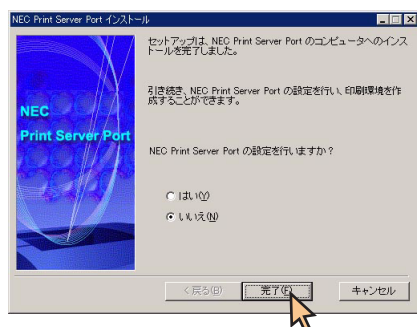 NEC Print Server Port インストール
セットアップは、NEC Print Server Port のコンピュータへのインス
トールを完了しました。
引き続き、NEC Print Server Port の設定を行い、印刷環境を作
成することができます。
NEC
Print Server Port
NEC Print Server Port の設定を行いますか？
はい(Y)
いいえ(N)
< 戻る(B)
完了(F)
キャンセル